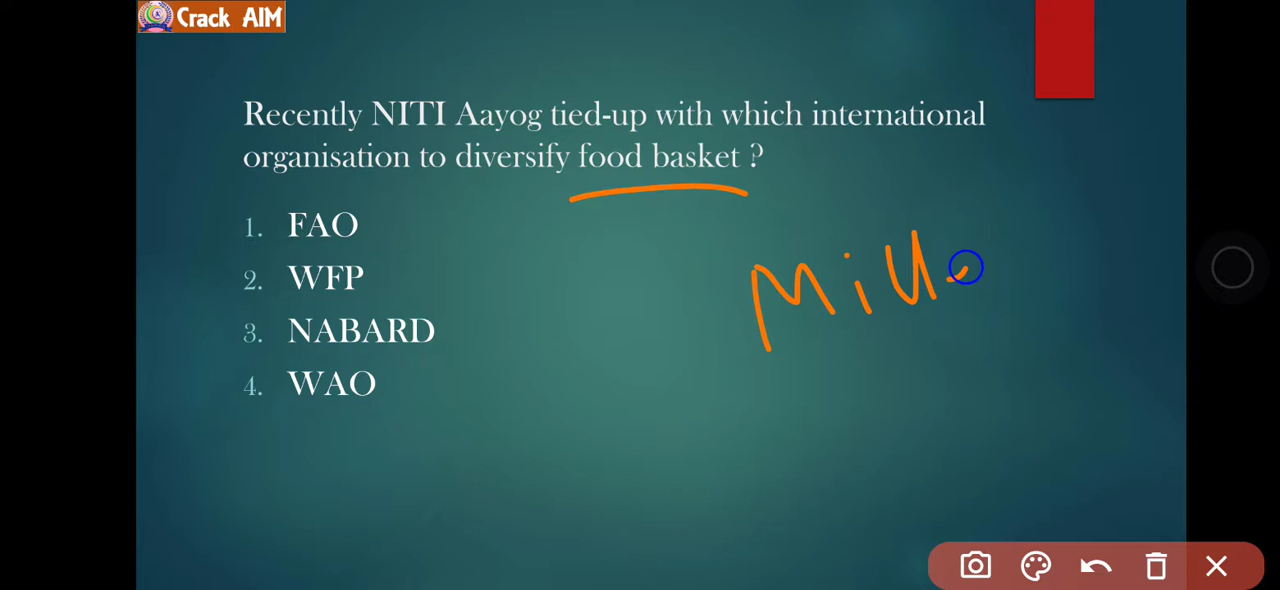 Crack AIM
Recently NITI Aayog tied-up with which international
organisation to diversify food basket ?
1. FAO
2. WFP
3. NABARD
4. WAO
Mill